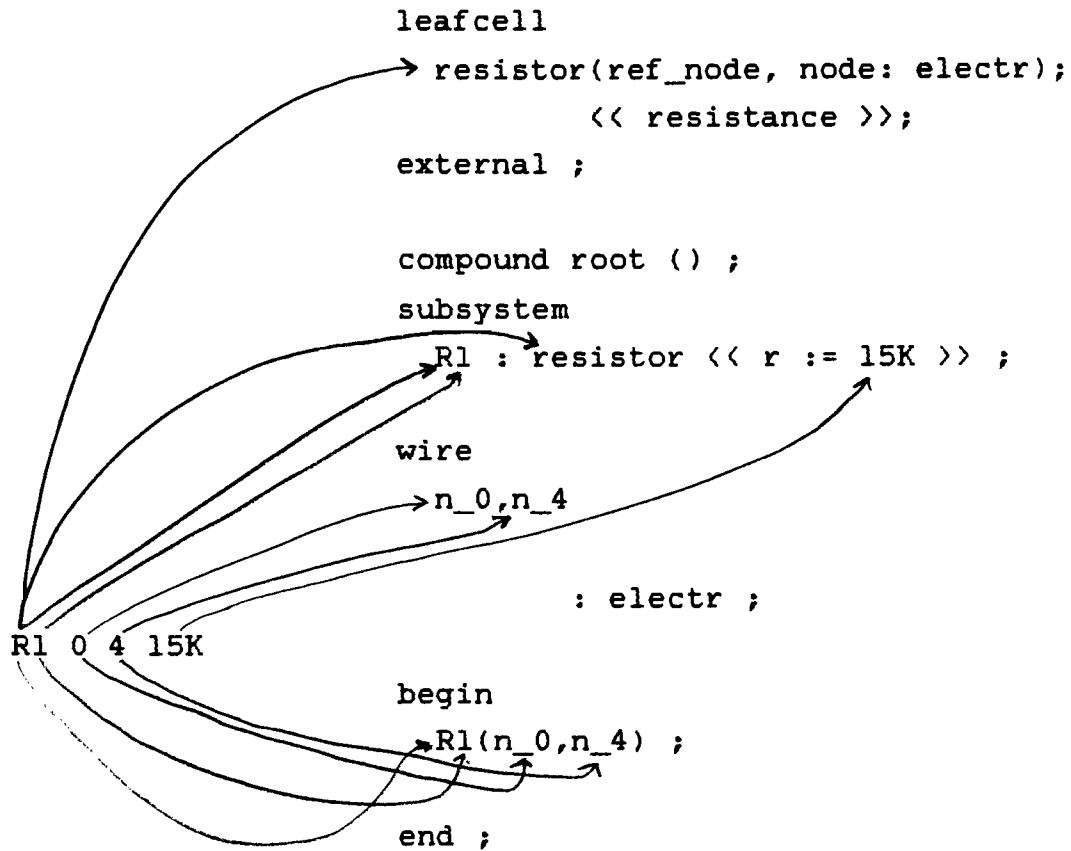 leafcell
resistor(ref_node, node: electr);
<< resistance >>;
external ;
compound root () ;
subsystem
R1 : resistor << r := 15K >> ;
wire
n_0,n_4
: electr ;
R1 0 4 15K
begin
R1(n_0,n_4) ;
end ;